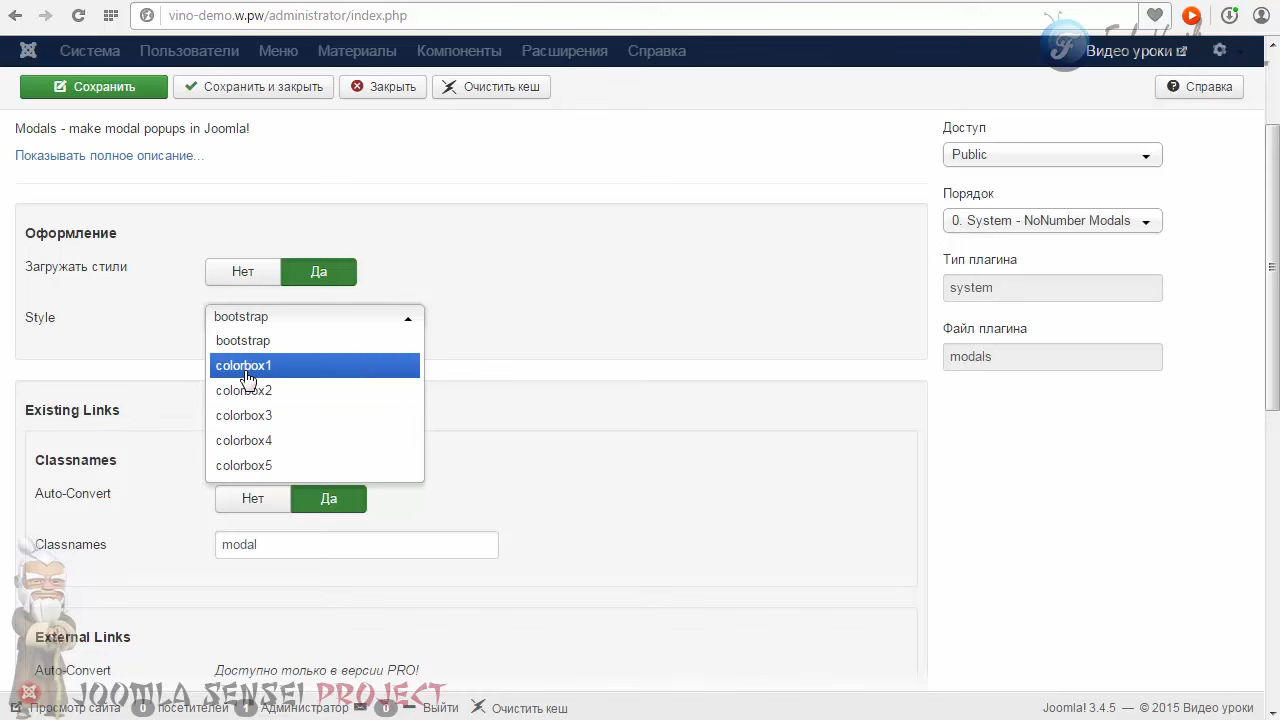 vino-demo.w.pw/administrator/index.php
Система Пользователи Меню Материалы Компоненты Расширения Справка Видео уроки
Сохранить Сохранить и закрыть Закрыть Очистить кеш Справка
Modals - make modal popups in Joomla!
Показывать полное описание...
Доступ
Public
Порядок
0. System - NoNumber Modals
Тип плагина
system
Файл плагина
modals
Оформление
Загружать стили Нет Да
Style bootstrap
bootstrap
colorbox1
colorbox2
colorbox3
colorbox4
colorbox5
Existing Links
Classnames
Auto-Convert Нет Да
Classnames modal
External Links
Auto-Convert Доступно только в версии PRO!
JOOMLA SENSEI PROJECT
Просмотр сайта 0 посетителей 1 Администратор 0 Выйти Очистить кеш Joomla! 3.4.5 — © 2015 Видео уроки